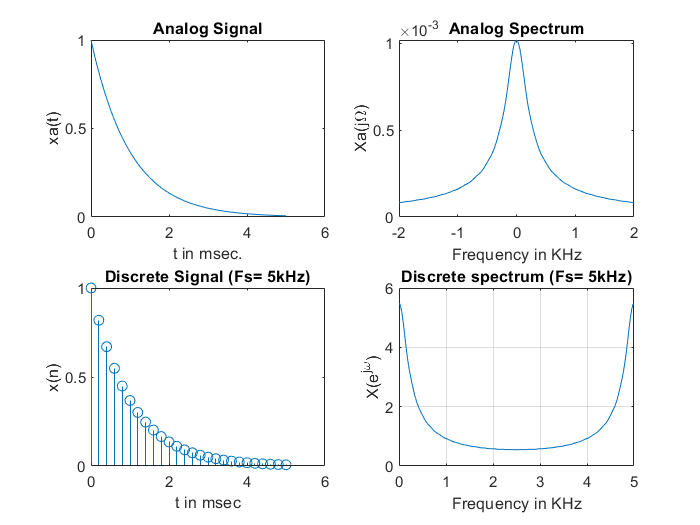 Analog Signal
xa(t)
1
0.5
0
0
2
4
6
t in msec.
Analog Spectrum
×10⁻³
Xa(jΩ)
1
0.5
0
-2
-1
0
1
2
Frequency in KHz
Discrete Signal (Fs= 5kHz)
x(n)
1
0.5
0
0
2
4
6
t in msec
Discrete spectrum (Fs= 5kHz)
X(e^{jω})
6
4
2
0
0
1
2
3
4
5
Frequency in KHz